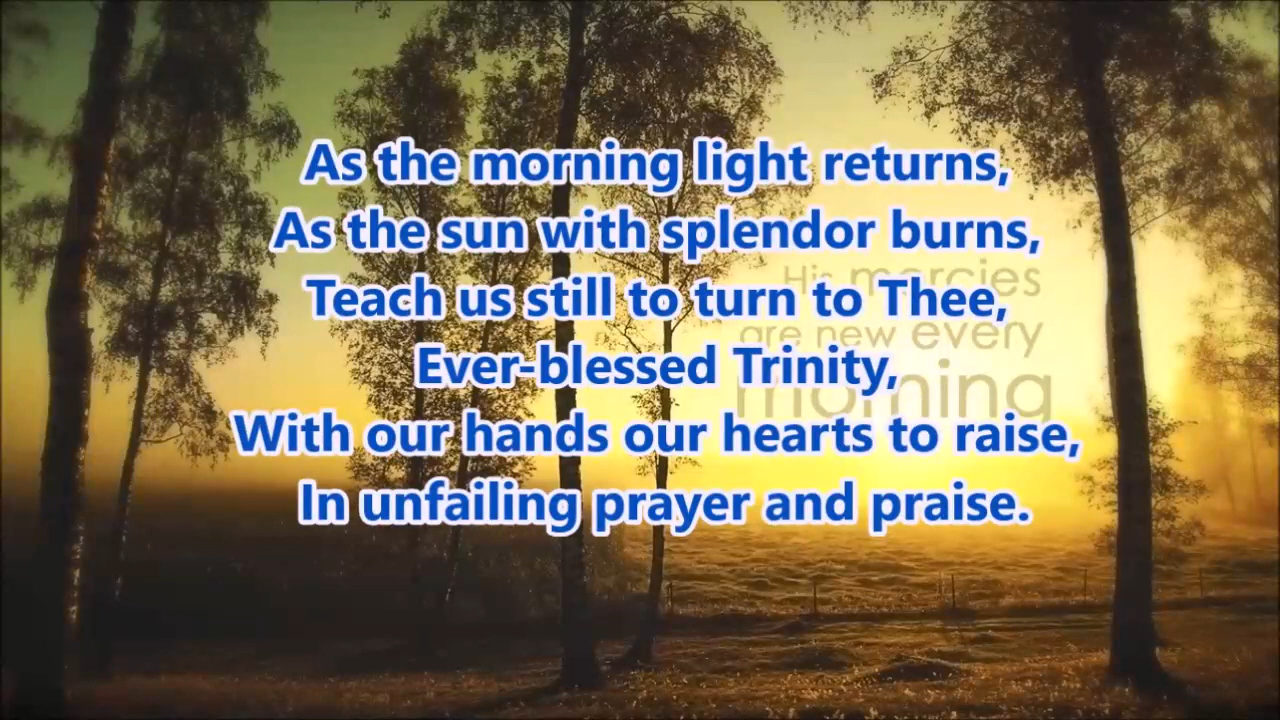 As the morning light returns,
As the sun with splendor burns,
Teach us still to turn to Thee,
Ever-blessed Trinity,
With our hands our hearts to raise,
In unfailing prayer and praise.
His mercies
are new every
morning